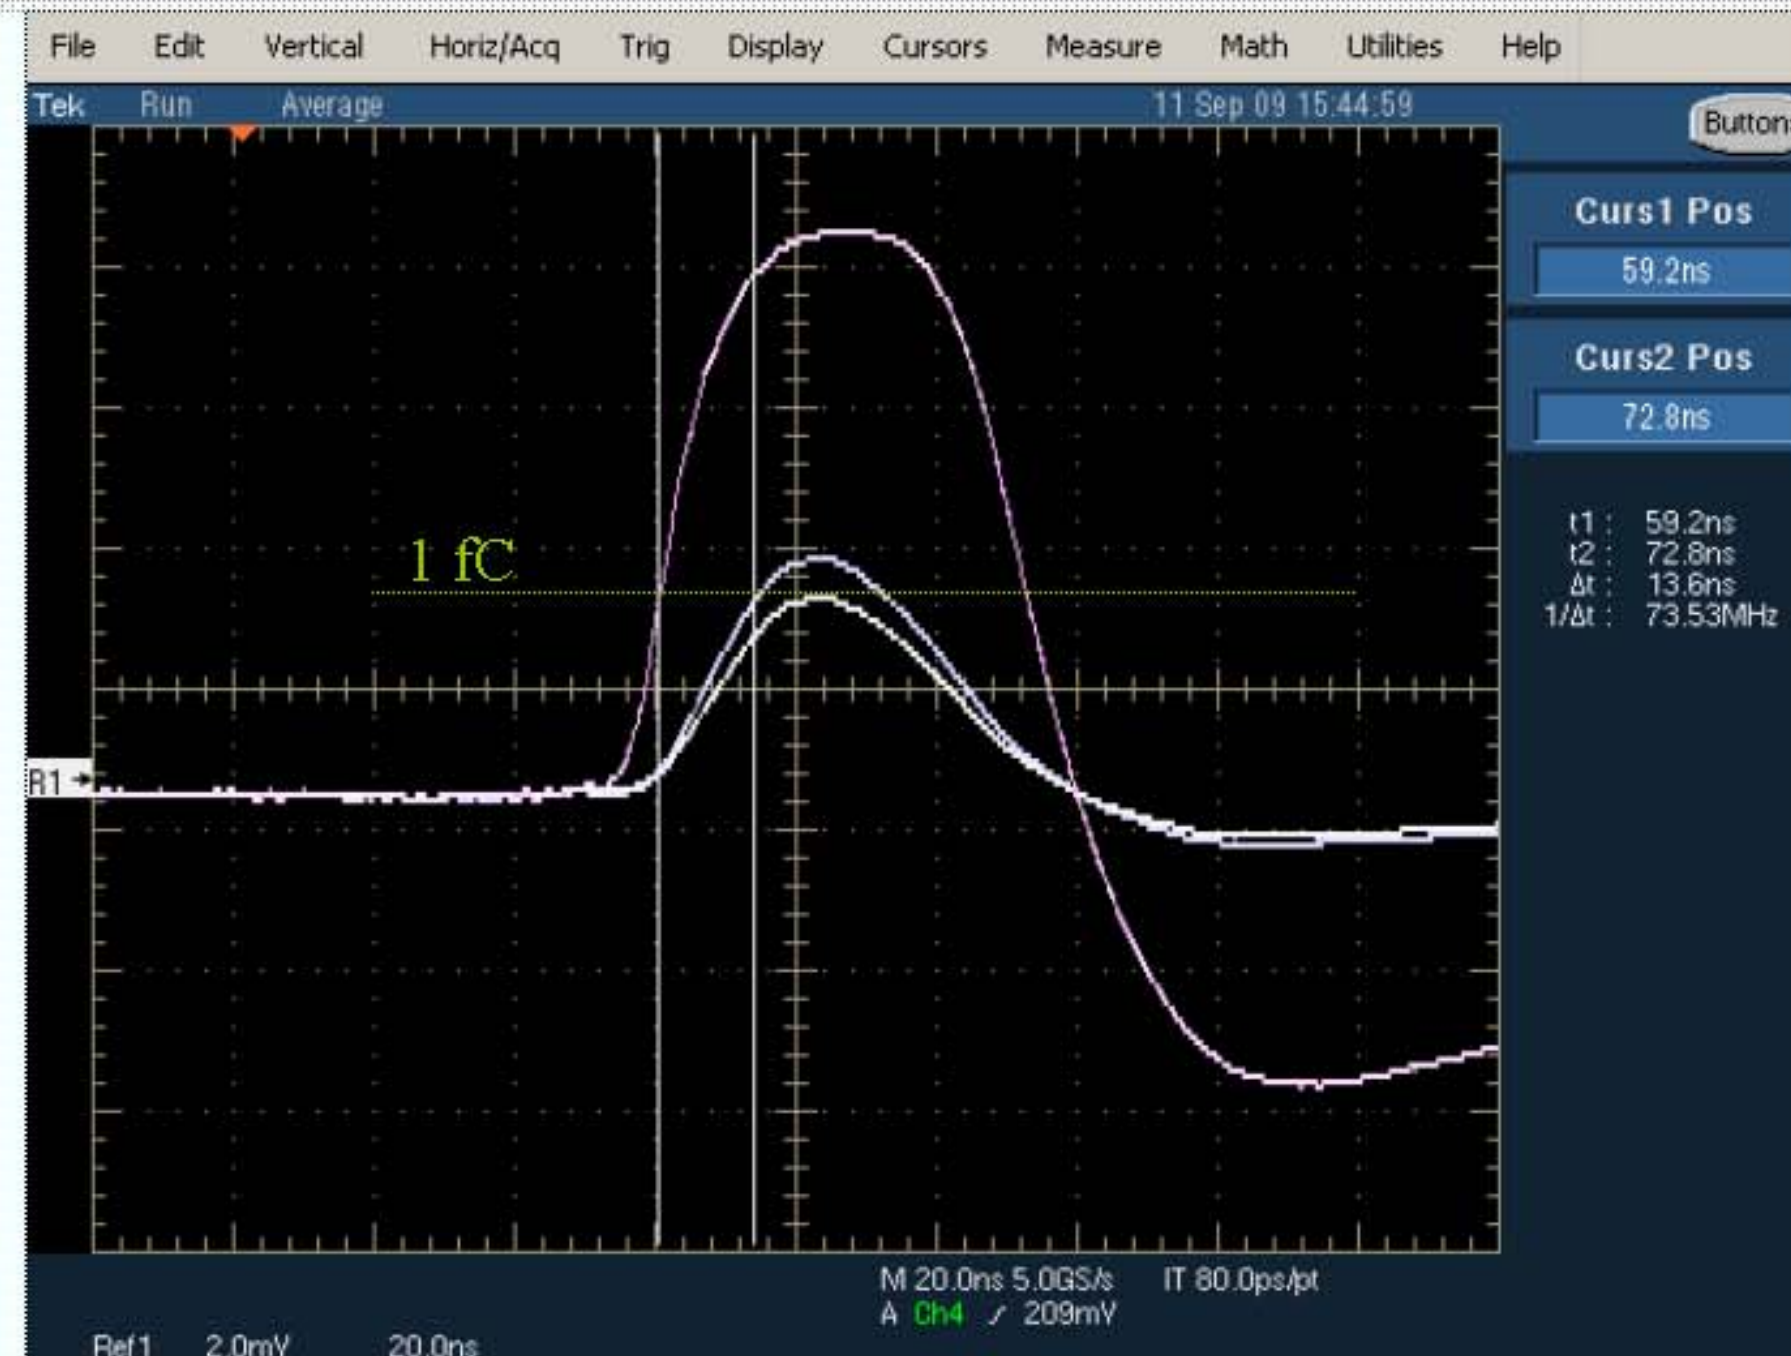 File Edit Vertical Horiz/Acq Trig Display Cursors Measure Math Utilities Help
Tek Run Average 11 Sep 09 15:44:59
Button
Curs1 Pos
59.2ns
Curs2 Pos
72.8ns
t1 : 59.2ns
t2 : 72.8ns
Δt : 13.6ns
1/Δt : 73.53MHz
1 fC
R1
M 20.0ns 5.0GS/s IT 80.0ps/pt
A Ch4 209mV
Ref1 2.0mV 20.0ns